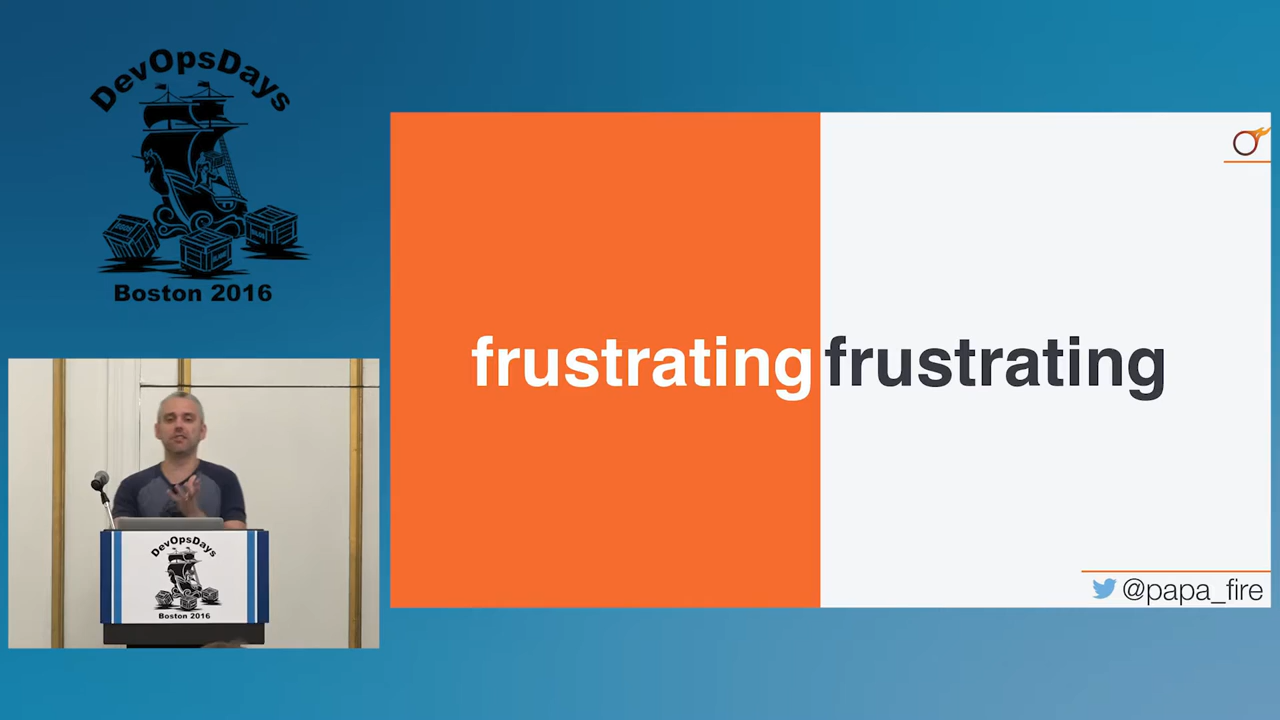 DevOpsDays
Boston 2016
frustrating frustrating
@papa_fire
DevOpsDays
Boston 2016